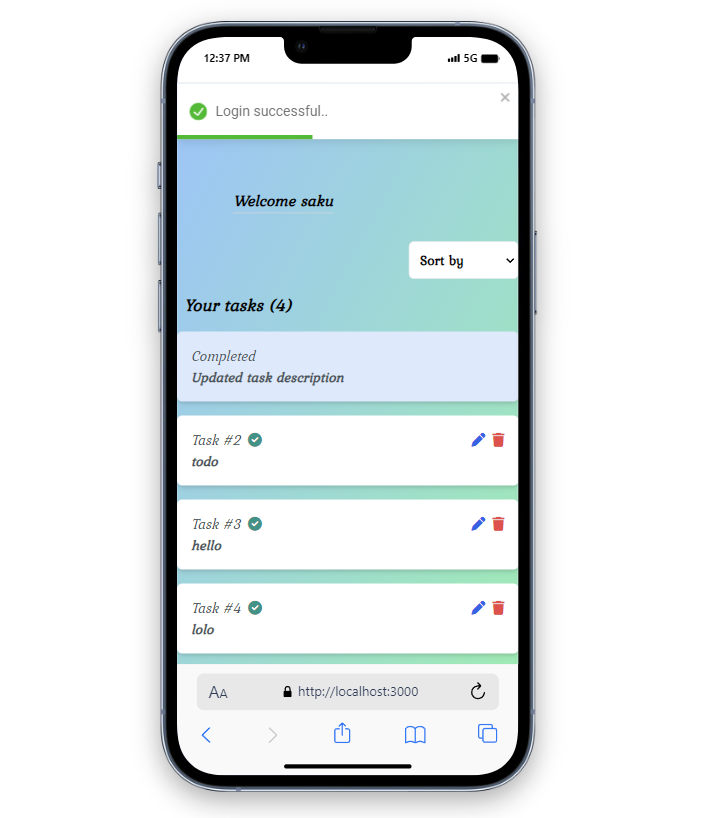 12:37 PM
5G
Login successful..
×
Welcome saku
Sort by
Your tasks (4)
Completed
Updated task description
Task #2
todo
Task #3
hello
Task #4
lolo
AA http://localhost:3000